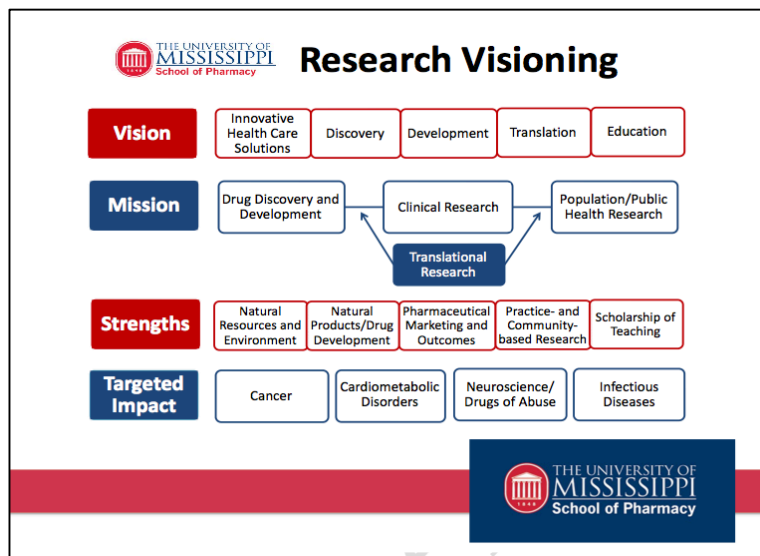 THE UNIVERSITY OF
MISSISSIPPI
School of Pharmacy
1848
Research Visioning
Vision
Innovative
Health Care
Solutions
Discovery
Development
Translation
Education
Mission
Drug Discovery and
Development
Clinical Research
Population/Public
Health Research
Translational
Research
Strengths
Natural
Resources and
Environment
Natural
Products/Drug
Development
Pharmaceutical
Marketing and
Outcomes
Practice- and
Community-
based Research
Scholarship of
Teaching
Targeted
Impact
Cancer
Cardiometabolic
Disorders
Neuroscience/
Drugs of Abuse
Infectious
Diseases
THE UNIVERSITY OF
MISSISSIPPI
School of Pharmacy
1848